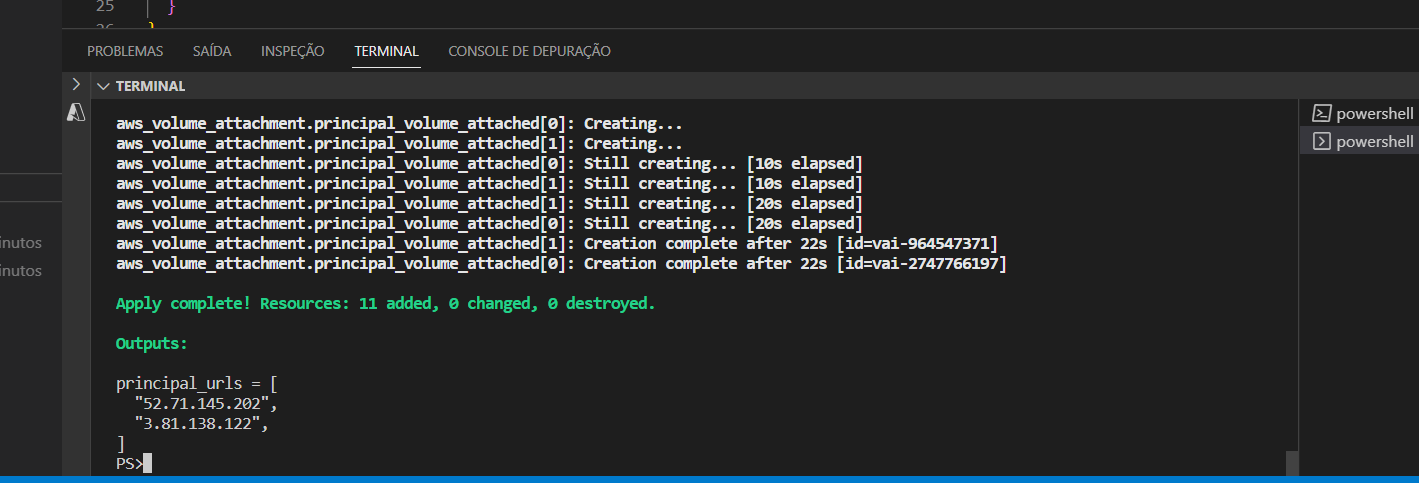 25 }
PROBLEMAS SAÍDA INSPEÇÃO TERMINAL CONSOLE DE DEPURAÇÃO
TERMINAL
aws_volume_attachment.principal_volume_attached[0]: Creating...
aws_volume_attachment.principal_volume_attached[1]: Creating...
aws_volume_attachment.principal_volume_attached[0]: Still creating... [10s elapsed]
aws_volume_attachment.principal_volume_attached[1]: Still creating... [10s elapsed]
aws_volume_attachment.principal_volume_attached[1]: Still creating... [20s elapsed]
aws_volume_attachment.principal_volume_attached[0]: Still creating... [20s elapsed]
aws_volume_attachment.principal_volume_attached[1]: Creation complete after 22s [id=vai-964547371]
aws_volume_attachment.principal_volume_attached[0]: Creation complete after 22s [id=vai-2747766197]
Apply complete! Resources: 11 added, 0 changed, 0 destroyed.
Outputs:
principal_urls = [
"52.71.145.202",
"3.81.138.122",
]
PS>
powershell
powershell
inutos
inutos